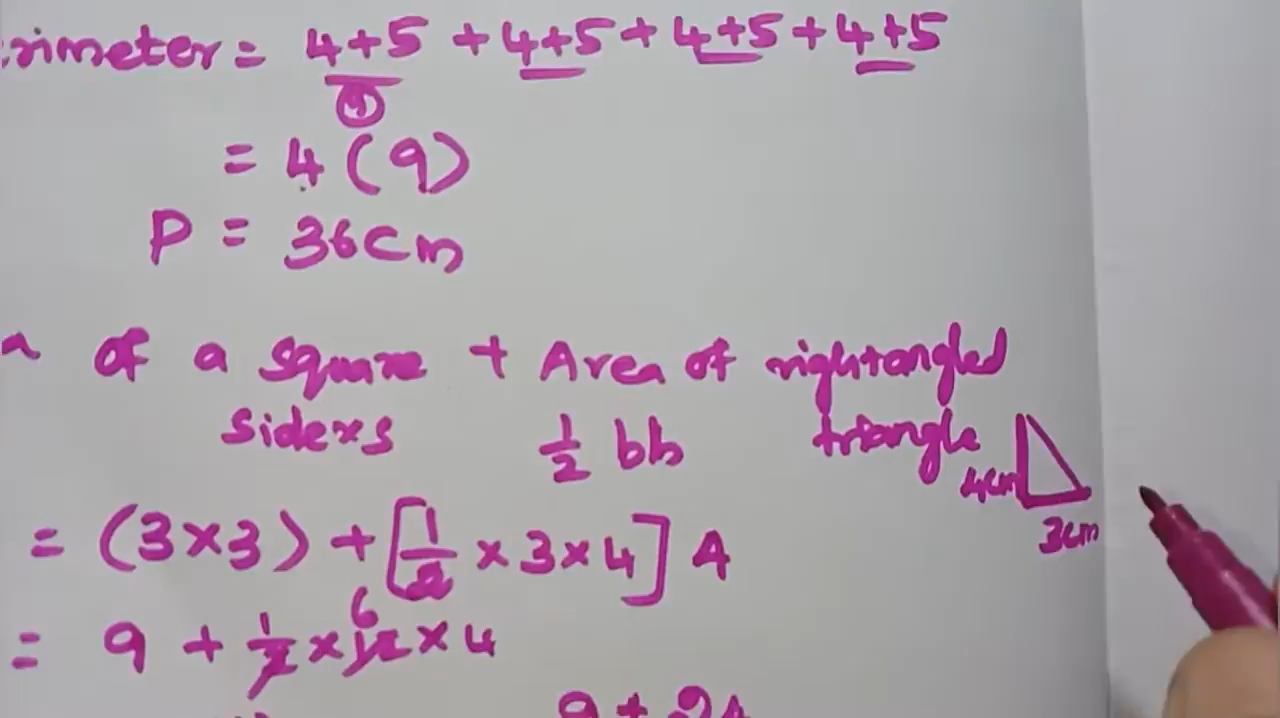 rimeter = 4+5 + 4+5 + 4+5 + 4+5
9
= 4 (9)
P = 36cm
a of a square + Area of rightangled
sidexs 1/2 bh triangle
4cm
3cm
= (3×3) + [1/2 × 3×4] 4
6
= 9 + 1/2 × 12 × 4
9 + 24